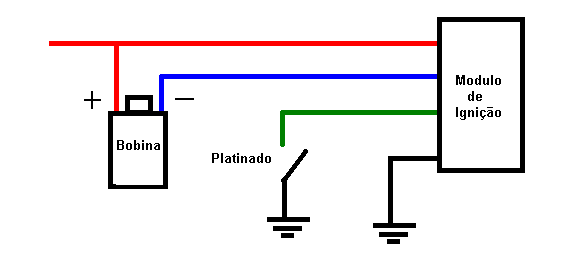 Modulo
de
Ignição
+
—
Bobina
Platinado